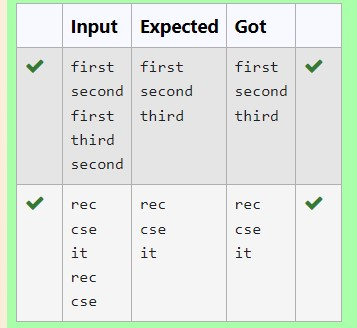 Input Expected Got
first first first
second second second
first third third
third
second
rec rec rec
cse cse cse
it it it
rec
cse